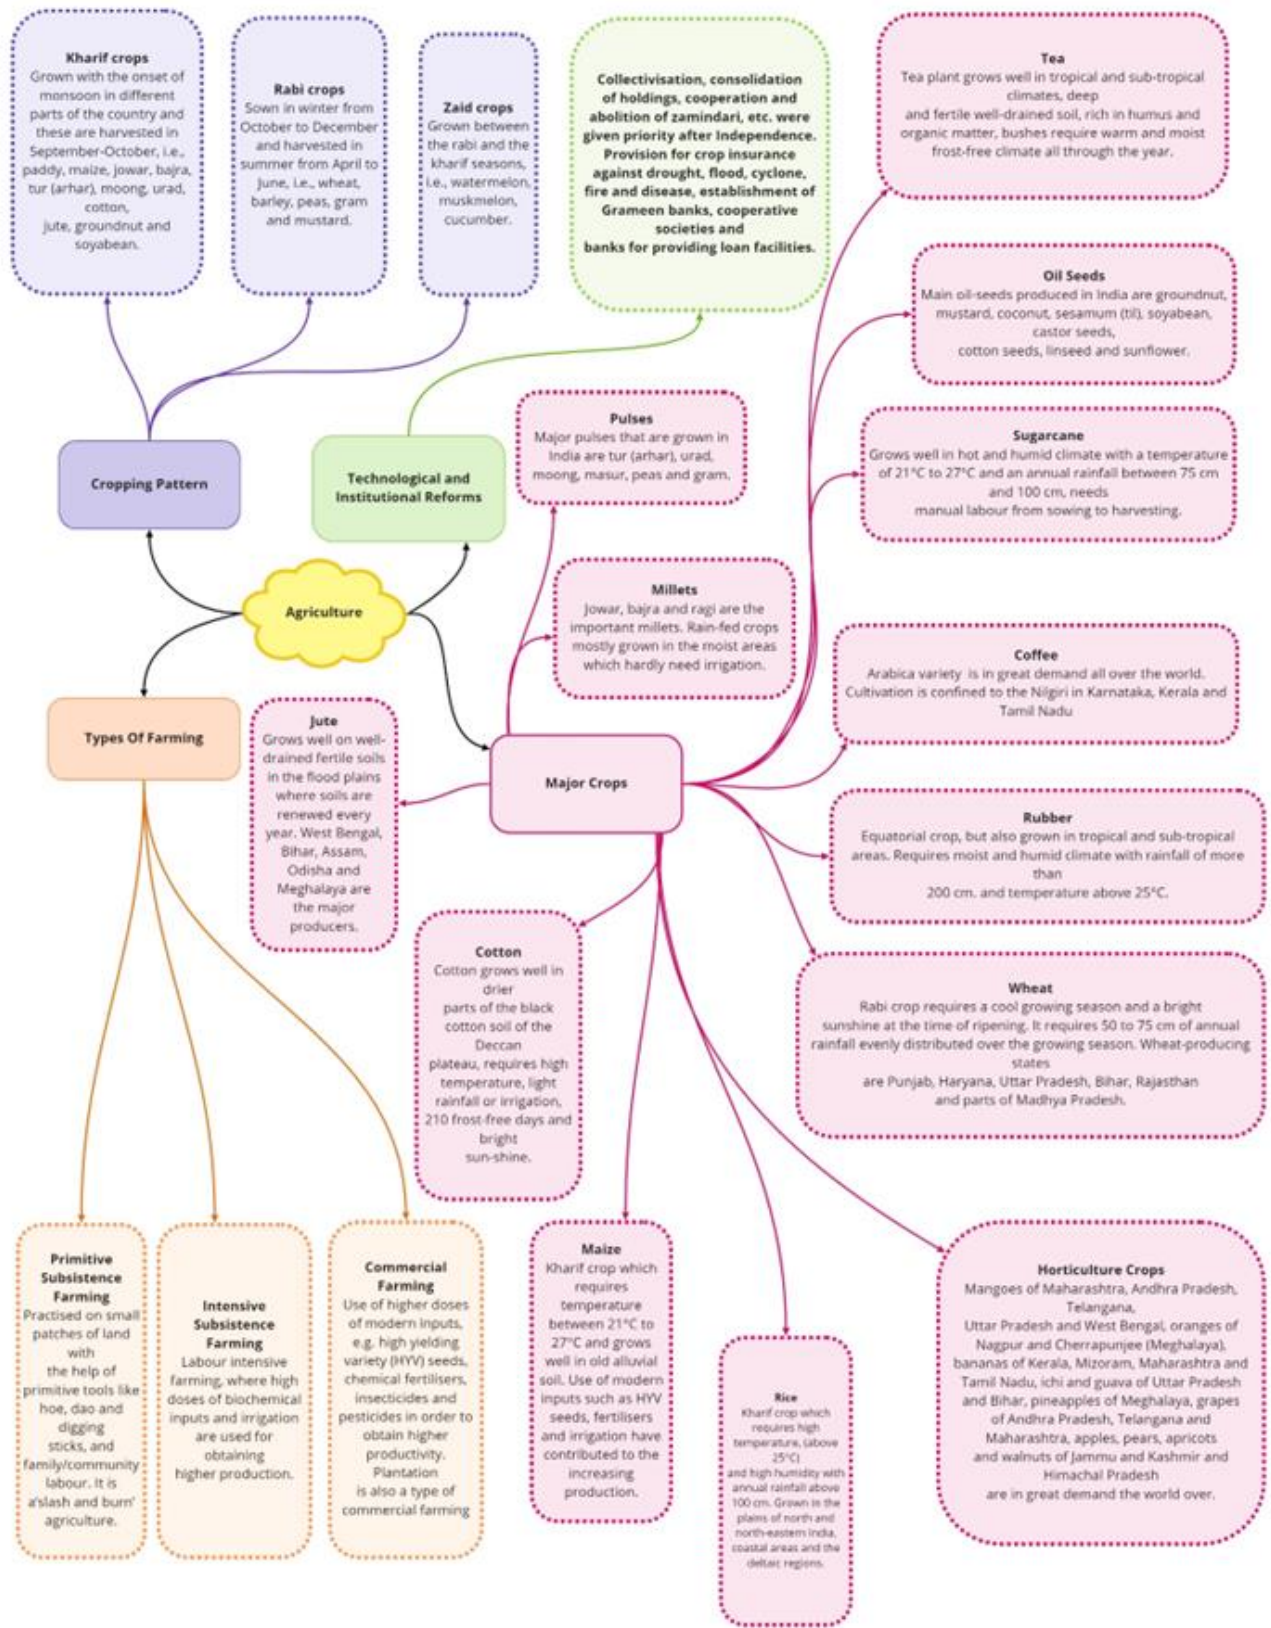 Kharif crops
Grown with the onset of
monsoon in different
parts of the country and
these are harvested in
September-October, i.e.,
paddy, maize, jowar, bajra,
tur (arhar), moong, urad,
cotton,
jute, groundnut and
soyabean.
Rabi crops
Sown in winter from
October to December
and harvested in
summer from April to
June, i.e., wheat,
barley, peas, gram
and mustard.
Zaid crops
Grown between
the rabi and the
kharif seasons,
i.e., watermelon,
muskmelon,
cucumber.
Collectivisation, consolidation
of holdings, cooperation and
abolition of zamindari, etc. were
given priority after Independence.
Provision for crop insurance
against drought, flood, cyclone,
fire and disease, establishment of
Grameen banks, cooperative
societies and
banks for providing loan facilities.
Tea
Tea plant grows well in tropical and sub-tropical
climates, deep
and fertile well-drained soil, rich in humus and
organic matter, bushes require warm and moist
frost-free climate all through the year.
Oil Seeds
Main oil-seeds produced in India are groundnut,
mustard, coconut, sesamum (til), soyabean,
castor seeds,
cotton seeds, linseed and sunflower.
Pulses
Major pulses that are grown in
India are tur (arhar), urad,
moong, masur, peas and gram.
Sugarcane
Grows well in hot and humid climate with a temperature
of 21°C to 27°C and an annual rainfall between 75 cm
and 100 cm, needs
manual labour from sowing to harvesting.
Cropping Pattern
Technological and
Institutional Reforms
Agriculture
Millets
Jowar, bajra and ragi are the
important millets. Rain-fed crops
mostly grown in the moist areas
which hardly need irrigation.
Coffee
Arabica variety is in great demand all over the world.
Cultivation is confined to the Nilgiri in Karnataka, Kerala and
Tamil Nadu
Types Of Farming
Jute
Grows well on well-
drained fertile soils
in the flood plains
where soils are
renewed every
year. West Bengal,
Bihar, Assam,
Odisha and
Meghalaya are
the major
producers.
Major Crops
Rubber
Equatorial crop, but also grown in tropical and sub-tropical
areas. Requires moist and humid climate with rainfall of more
than
200 cm. and temperature above 25°C.
Cotton
Cotton grows well in
drier
parts of the black
cotton soil of the
Deccan
plateau, requires high
temperature, light
rainfall or irrigation,
210 frost-free days and
bright
sun-shine.
Wheat
Rabi crop requires a cool growing season and a bright
sunshine at the time of ripening. It requires 50 to 75 cm of annual
rainfall evenly distributed over the growing season. Wheat-producing
states
are Punjab, Haryana, Uttar Pradesh, Bihar, Rajasthan
and parts of Madhya Pradesh.
Primitive
Subsistence
Farming
Practised on small
patches of land
with
the help of
primitive tools like
hoe, dao and
digging
sticks, and
family/community
labour. It is
a'slash and burn'
agriculture.
Intensive
Subsistence
Farming
Labour intensive
farming, where high
doses of biochemical
inputs and irrigation
are used for
obtaining
higher production.
Commercial
Farming
Use of higher doses
of modern inputs,
e.g. high yielding
variety (HYV) seeds,
chemical fertilisers,
insecticides and
pesticides in order to
obtain higher
productivity.
Plantation
is also a type of
commercial farming
Maize
Kharif crop which
requires
temperature
between 21°C to
27°C and grows
well in old alluvial
soil. Use of modern
inputs such as HYV
seeds, fertilisers
and irrigation have
contributed to the
increasing
production.
Rice
Kharif crop which
requires high
temperature, (above
25°C)
and high humidity with
annual rainfall above
100 cm. Grown in the
plains of north and
north-eastern India,
coastal areas and the
deltaic regions.
Horticulture Crops
Mangoes of Maharashtra, Andhra Pradesh,
Telangana,
Uttar Pradesh and West Bengal, oranges of
Nagpur and Cherrapunjee (Meghalaya),
bananas of Kerala, Mizoram, Maharashtra and
Tamil Nadu, ichi and guava of Uttar Pradesh
and Bihar, pineapples of Meghalaya, grapes
of Andhra Pradesh, Telangana and
Maharashtra, apples, pears, apricots
and walnuts of Jammu and Kashmir and
Himachal Pradesh
are in great demand the world over.